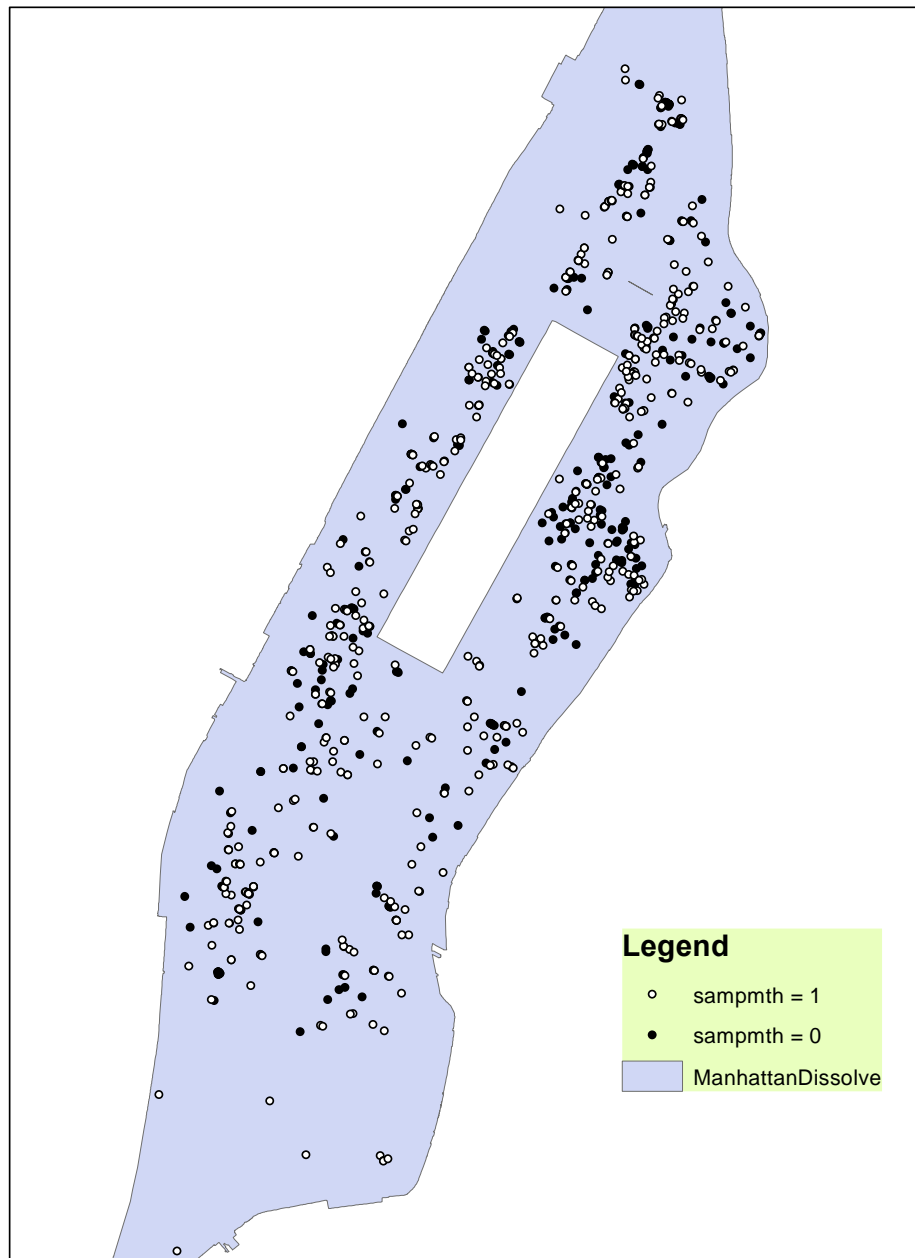 Legend
sampmth = 1
sampmth = 0
ManhattanDissolve